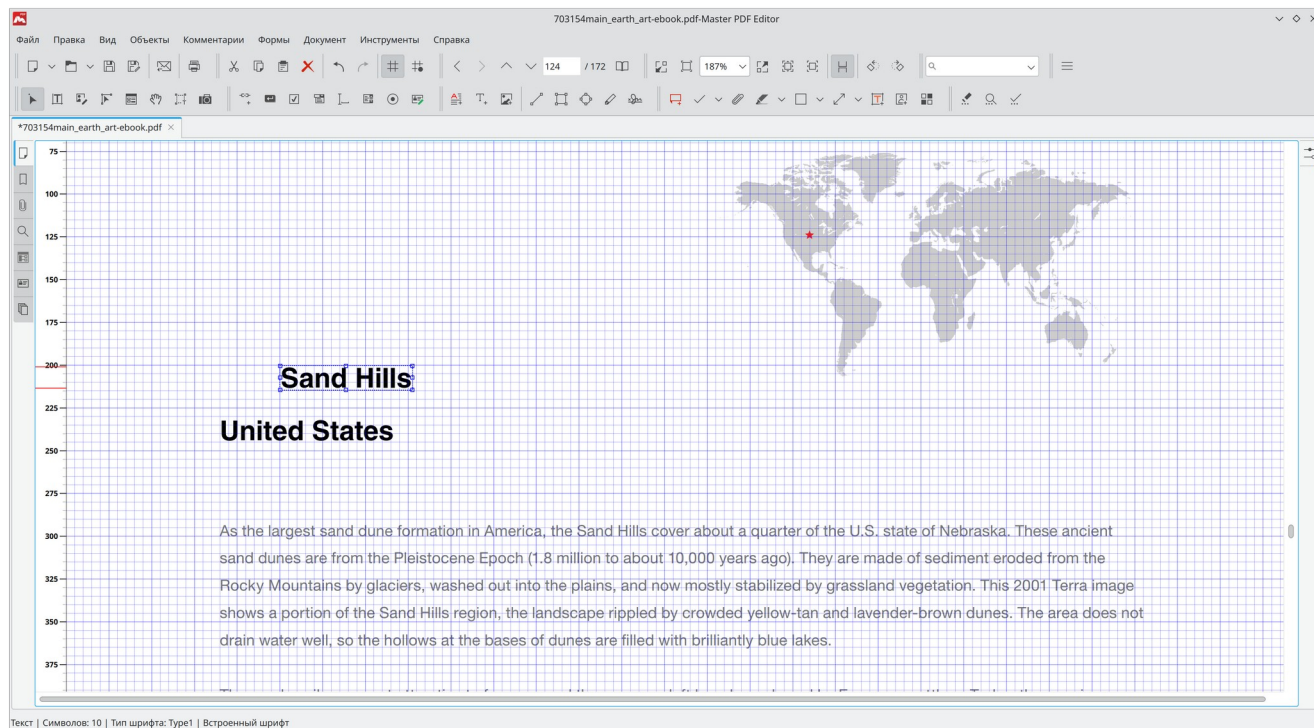 703154main_earth_art-ebook.pdf-Master PDF Editor
Файл Правка Вид Объекты Комментарии Формы Документ Инструменты Справка
124 / 172 187%
*703154main_earth_art-ebook.pdf
75
100
125
150
175
200
Sand Hills
225
United States
250
275
300
As the largest sand dune formation in America, the Sand Hills cover about a quarter of the U.S. state of Nebraska. These ancient
sand dunes are from the Pleistocene Epoch (1.8 million to about 10,000 years ago). They are made of sediment eroded from the
325
Rocky Mountains by glaciers, washed out into the plains, and now mostly stabilized by grassland vegetation. This 2001 Terra image
shows a portion of the Sand Hills region, the landscape rippled by crowded yellow-tan and lavender-brown dunes. The area does not
350
drain water well, so the hollows at the bases of dunes are filled with brilliantly blue lakes.
375
Текст | Символов: 10 | Тип шрифта: Type1 | Встроенный шрифт